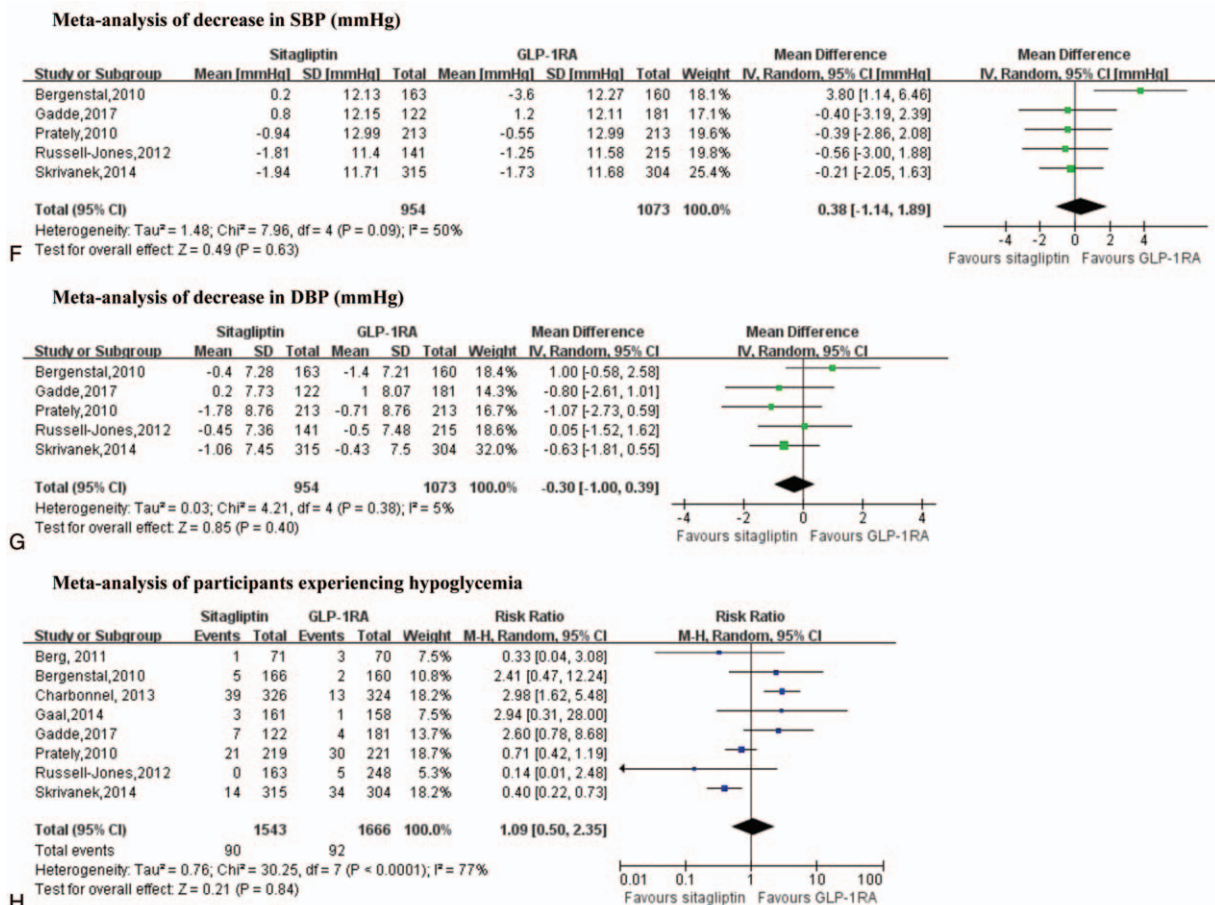 Meta-analysis of decrease in SBP (mmHg)
Sitagliptin GLP-1RA Mean Difference Mean Difference
Study or Subgroup Mean [mmHg] SD [mmHg] Total Mean [mmHg] SD [mmHg] Total Weight IV, Random, 95% CI [mmHg] IV, Random, 95% CI [mmHg]
Bergenstal,2010 0.2 12.13 163 -3.6 12.27 160 18.1% 3.80 [1.14, 6.46]
Gadde,2017 0.8 12.15 122 1.2 12.11 181 17.1% -0.40 [-3.19, 2.39]
Prately,2010 -0.94 12.99 213 -0.55 12.99 213 19.6% -0.39 [-2.86, 2.08]
Russell-Jones,2012 -1.81 11.4 141 -1.25 11.58 215 19.8% -0.56 [-3.00, 1.88]
Skrivanek,2014 -1.94 11.71 315 -1.73 11.68 304 25.4% -0.21 [-2.05, 1.63]
Total (95% CI) 954 1073 100.0% 0.38 [-1.14, 1.89]
Heterogeneity: Tau² = 1.48; Chi² = 7.96, df = 4 (P = 0.09); I² = 50%
Test for overall effect: Z = 0.49 (P = 0.63)
-4 -2 0 2 4
Favours sitagliptin Favours GLP-1RA
F
Meta-analysis of decrease in DBP (mmHg)
Sitagliptin GLP-1RA Mean Difference Mean Difference
Study or Subgroup Mean SD Total Mean SD Total Weight IV, Random, 95% CI IV, Random, 95% CI
Bergenstal,2010 -0.4 7.28 163 -1.4 7.21 160 18.4% 1.00 [-0.58, 2.58]
Gadde,2017 0.2 7.73 122 1 8.07 181 14.3% -0.80 [-2.61, 1.01]
Prately,2010 -1.78 8.76 213 -0.71 8.76 213 16.7% -1.07 [-2.73, 0.59]
Russell-Jones,2012 -0.45 7.36 141 -0.5 7.48 215 18.6% 0.05 [-1.52, 1.62]
Skrivanek,2014 -1.06 7.45 315 -0.43 7.5 304 32.0% -0.63 [-1.81, 0.55]
Total (95% CI) 954 1073 100.0% -0.30 [-1.00, 0.39]
Heterogeneity: Tau² = 0.03; Chi² = 4.21, df = 4 (P = 0.38); I² = 5%
Test for overall effect: Z = 0.85 (P = 0.40)
-4 -2 0 2 4
Favours sitagliptin Favours GLP-1RA
G
Meta-analysis of participants experiencing hypoglycemia
Sitagliptin GLP-1RA Risk Ratio Risk Ratio
Study or Subgroup Events Total Events Total Weight M-H, Random, 95% CI M-H, Random, 95% CI
Berg, 2011 1 71 3 70 7.5% 0.33 [0.04, 3.08]
Bergenstal,2010 5 166 2 160 10.8% 2.41 [0.47, 12.24]
Charbonnel, 2013 39 326 13 324 18.2% 2.98 [1.62, 5.48]
Gaal,2014 3 161 1 158 7.5% 2.94 [0.31, 28.00]
Gadde,2017 7 122 4 181 13.7% 2.60 [0.78, 8.68]
Prately,2010 21 219 30 221 18.7% 0.71 [0.42, 1.19]
Russell-Jones,2012 0 163 5 248 5.3% 0.14 [0.01, 2.48]
Skrivanek,2014 14 315 34 304 18.2% 0.40 [0.22, 0.73]
Total (95% CI) 1543 1666 100.0% 1.09 [0.50, 2.35]
Total events 90 92
Heterogeneity: Tau² = 0.76; Chi² = 30.25, df = 7 (P < 0.0001); I² = 77%
Test for overall effect: Z = 0.21 (P = 0.84)
0.01 0.1 1 10 100
Favours sitagliptin Favours GLP-1RA
H